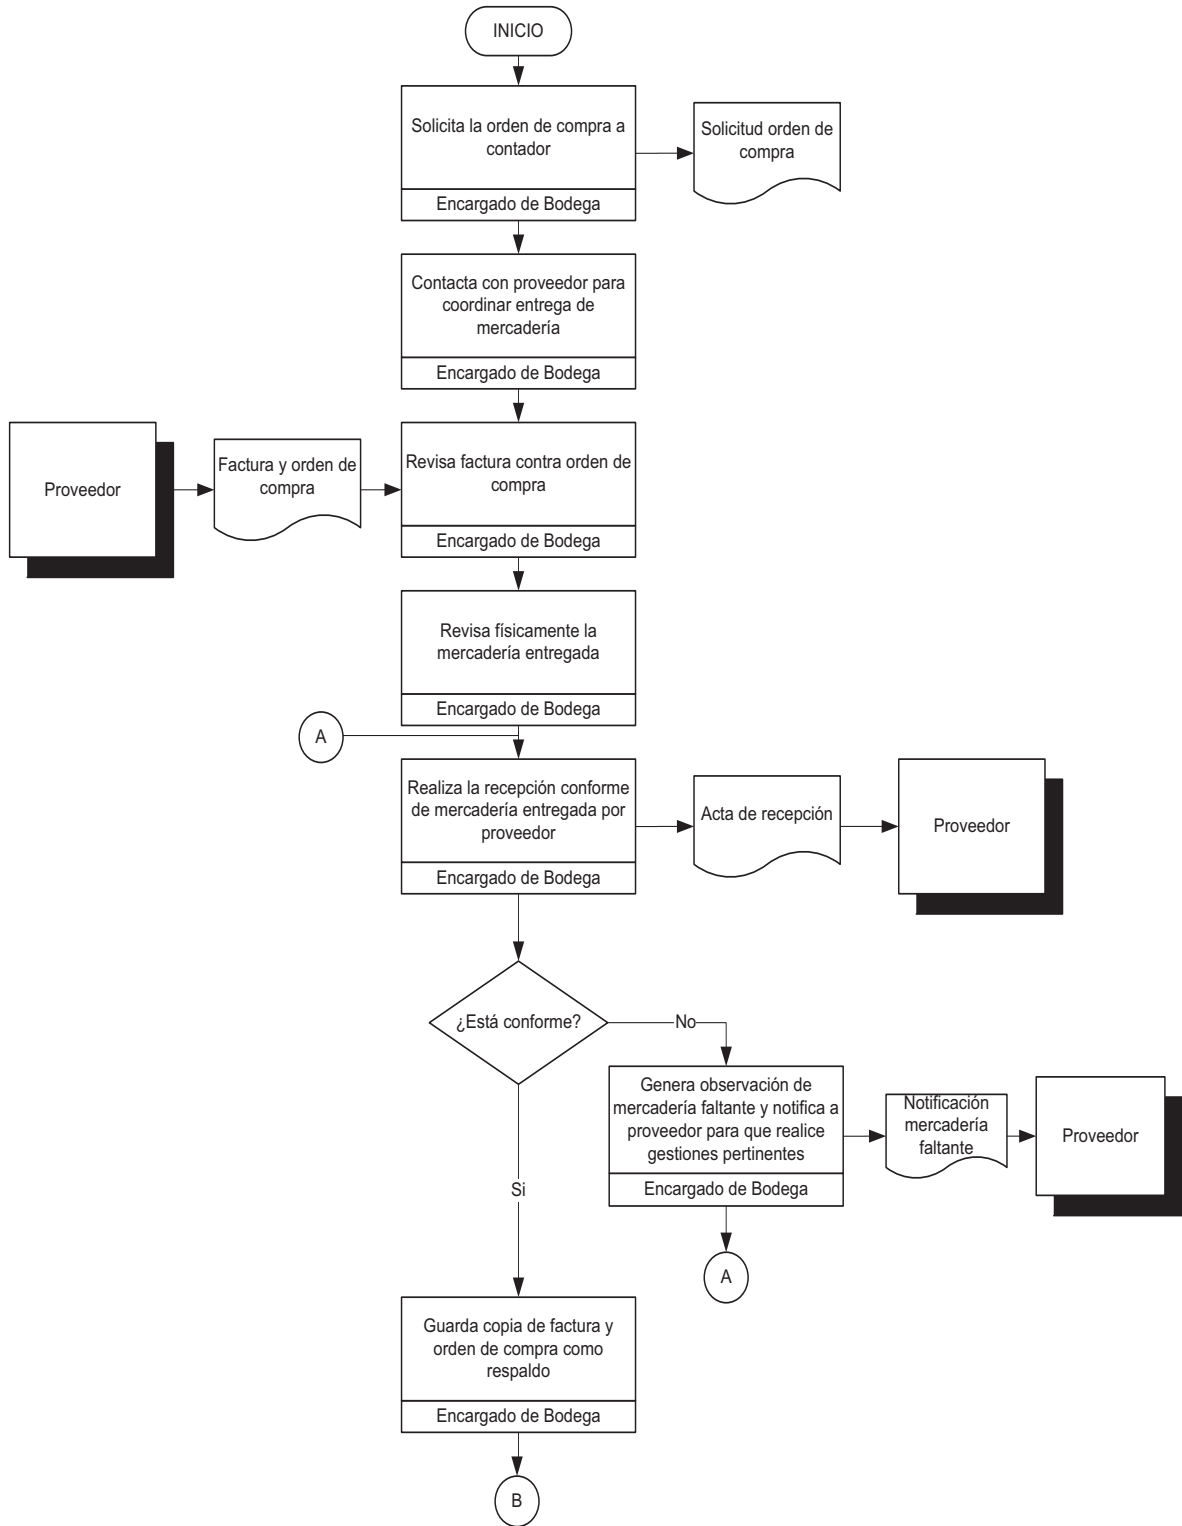 INICIO
Solicita la orden de compra a
contador
Encargado de Bodega
Solicitud orden de
compra
Contacta con proveedor para
coordinar entrega de
mercadería
Encargado de Bodega
Proveedor
Factura y orden de
compra
Revisa factura contra orden de
compra
Encargado de Bodega
Revisa físicamente la
mercadería entregada
Encargado de Bodega
A
Realiza la recepción conforme
de mercadería entregada por
proveedor
Encargado de Bodega
Acta de recepción
Proveedor
¿Está conforme?
No
Genera observación de
mercadería faltante y notifica a
proveedor para que realice
gestiones pertinentes
Encargado de Bodega
Notificación
mercadería
faltante
Proveedor
A
Si
Guarda copia de factura y
orden de compra como
respaldo
Encargado de Bodega
B